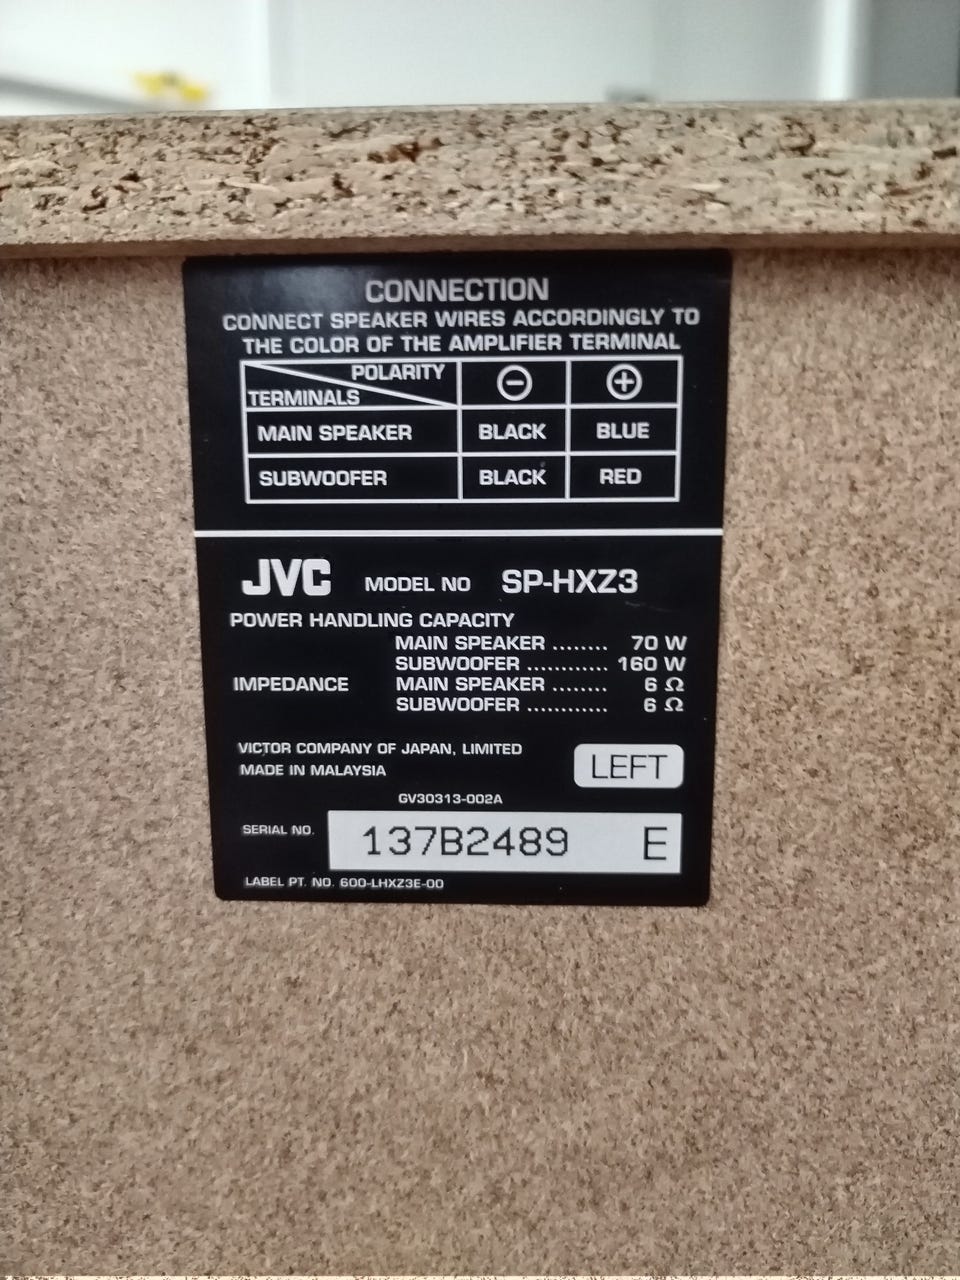 CONNECTION
CONNECT SPEAKER WIRES ACCORDINGLY TO
THE COLOR OF THE AMPLIFIER TERMINAL
POLARITY ⊖ ⊕
TERMINALS
MAIN SPEAKER BLACK BLUE
SUBWOOFER BLACK RED
JVC MODEL NO SP-HXZ3
POWER HANDLING CAPACITY
MAIN SPEAKER ........ 70 W
SUBWOOFER ............ 160 W
IMPEDANCE MAIN SPEAKER ........ 6 Ω
SUBWOOFER ............ 6 Ω
VICTOR COMPANY OF JAPAN, LIMITED
MADE IN MALAYSIA
LEFT
GV30313-002A
SERIAL NO. 137B2489 E
LABEL PT. NO. 600-LHXZ3E-00